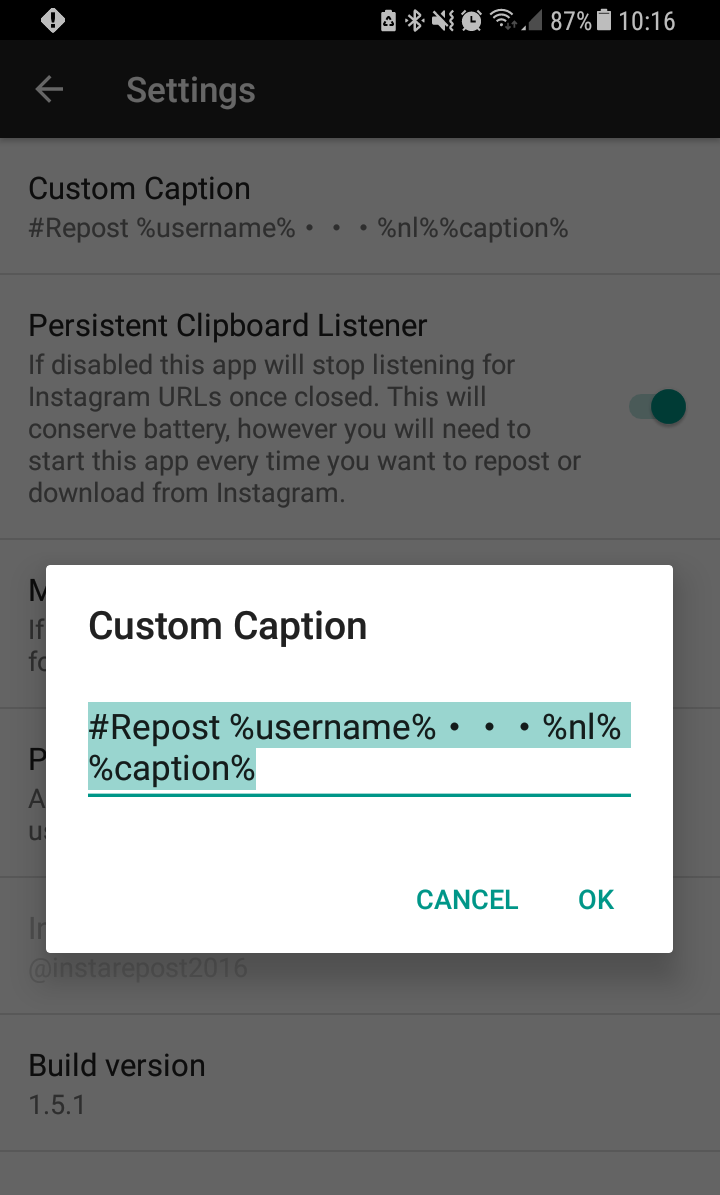 87% 10:16
Settings
Custom Caption
#Repost %username%・・・%nl%%caption%
Persistent Clipboard Listener
If disabled this app will stop listening for
Instagram URLs once closed. This will
conserve battery, however you will need to
start this app every time you want to repost or
download from Instagram.
If
Custom Caption
#Repost %username%・・・%nl%
%caption%
CANCEL
OK
@instarepost2016
Build version
1.5.1